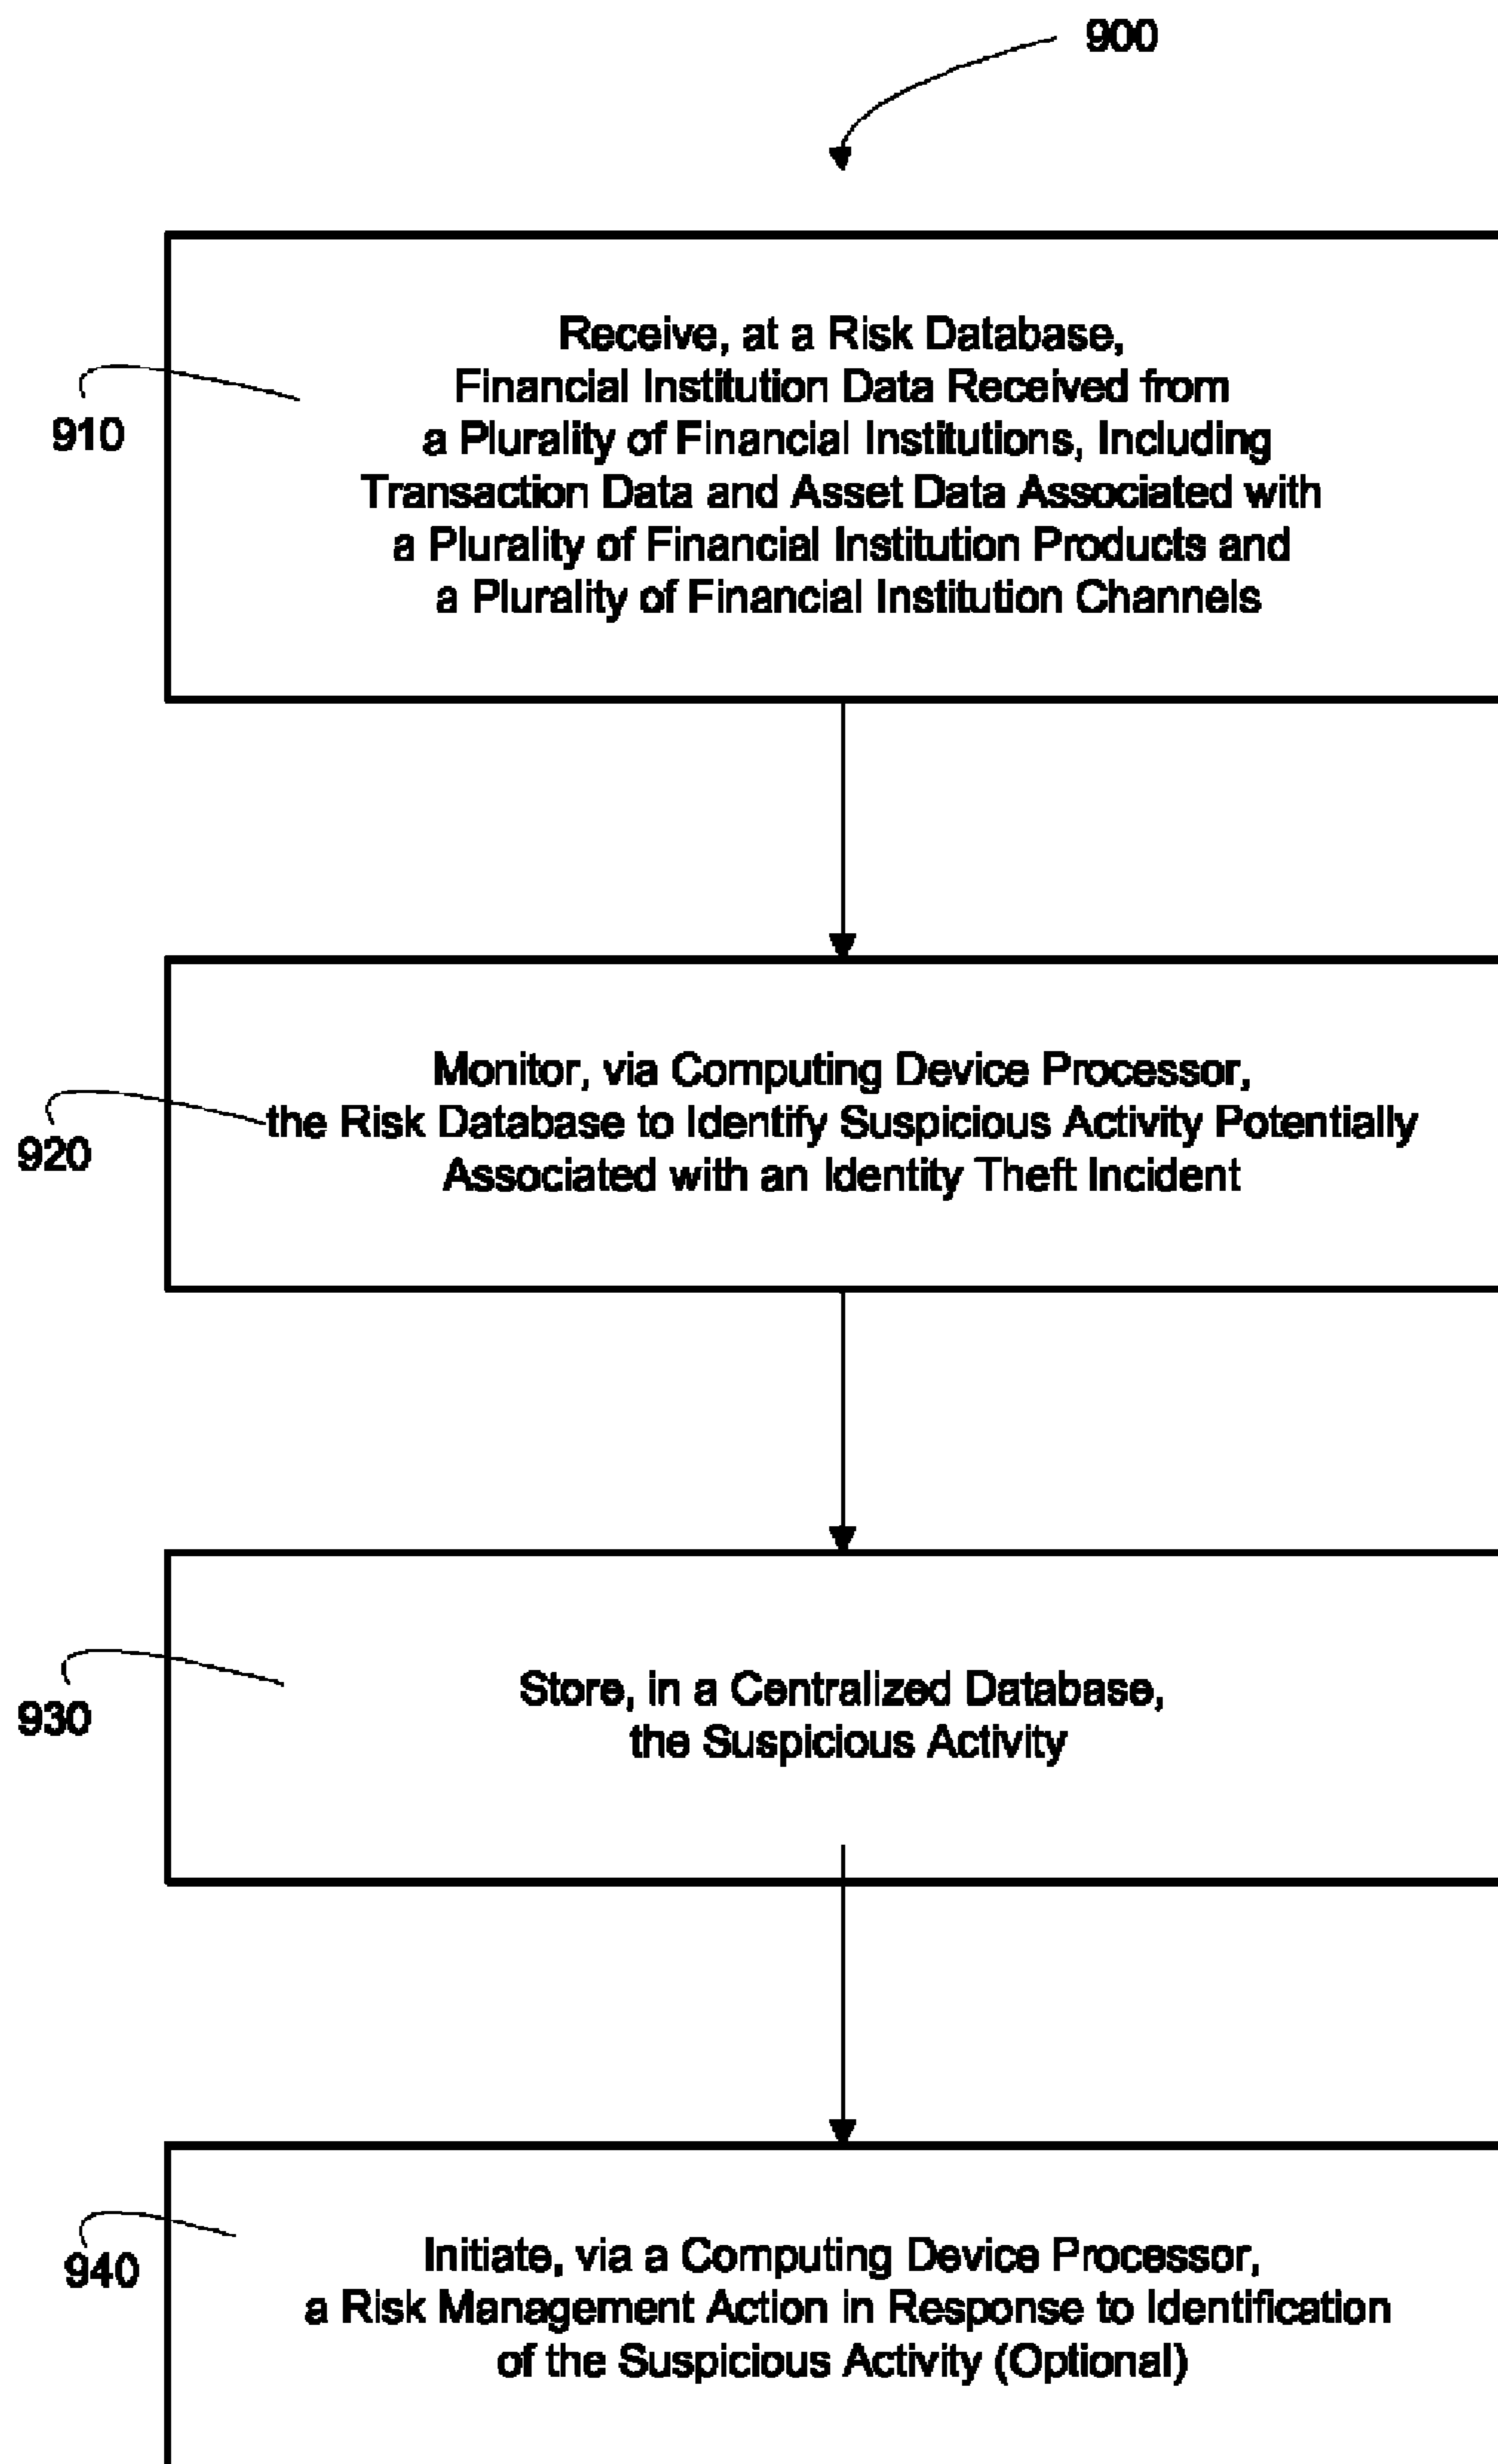 900
Receive, at a Risk Database,
Financial Institution Data Received from
a Plurality of Financial Institutions, Including
Transaction Data and Asset Data Associated with
a Plurality of Financial Institution Products and
a Plurality of Financial Institution Channels
910
Monitor, via Computing Device Processor,
the Risk Database to Identify Suspicious Activity Potentially
Associated with an Identity Theft Incident
920
Store, in a Centralized Database,
the Suspicious Activity
930
Initiate, via a Computing Device Processor,
a Risk Management Action in Response to Identification
of the Suspicious Activity (Optional)
940